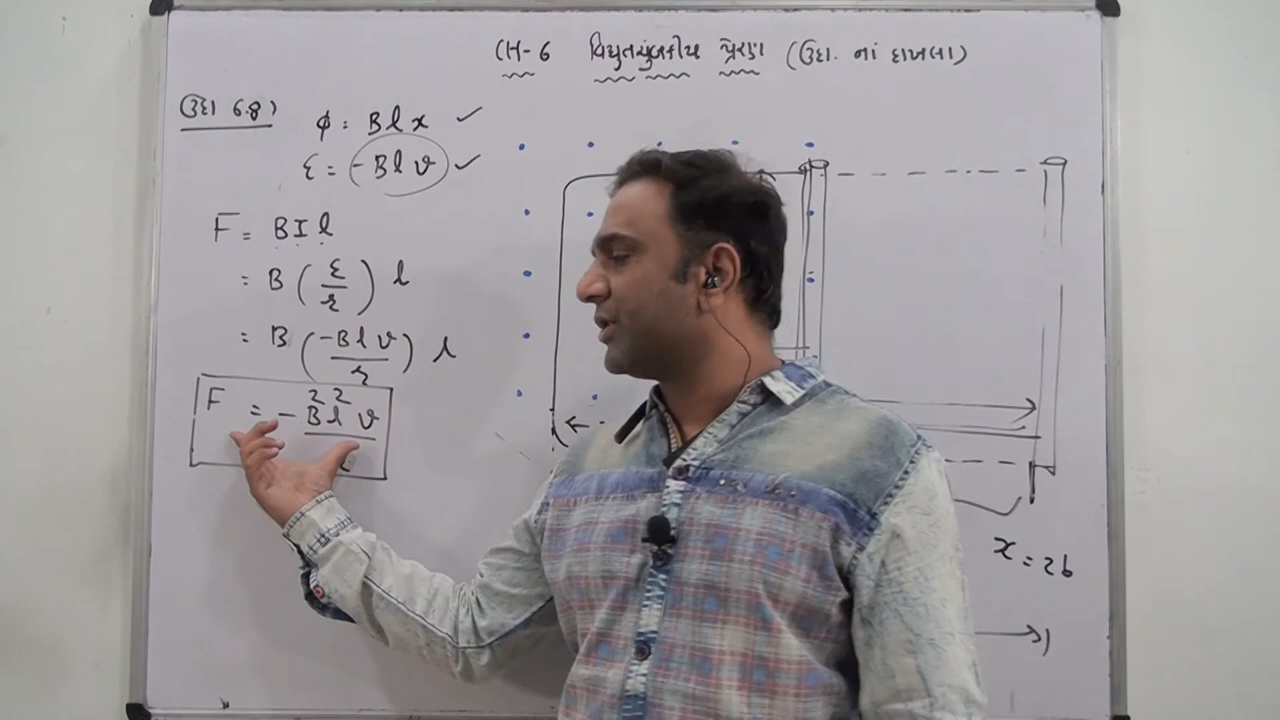 CH-6 વિદ્યુતચુંબકીય પ્રેરણ (ઉદા. નાં દાખલા)
ઉદા 6.8)
φ = Blx ✓
ε = -Blv ✓
F = BIl
= B (ε/r) l
= B (-Blv/r) l
F = - B²l²v/r
x = 2b